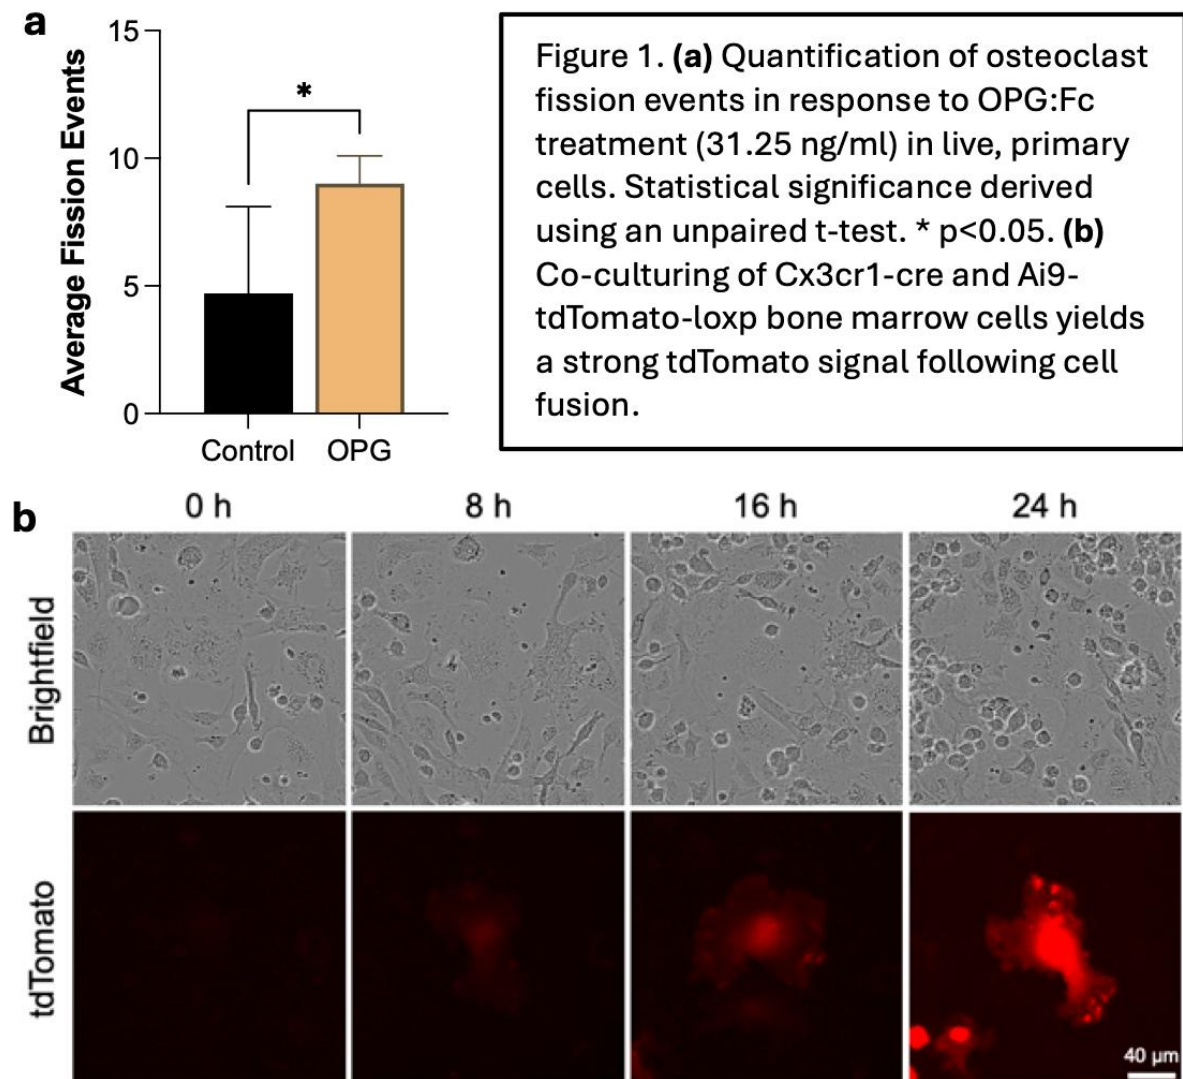 a
15
10
5
0
*
Average Fission Events
Control OPG
Figure 1. (a) Quantification of osteoclast
fission events in response to OPG:Fc
treatment (31.25 ng/ml) in live, primary
cells. Statistical significance derived
using an unpaired t-test. * p<0.05. (b)
Co-culturing of Cx3cr1-cre and Ai9-
tdTomato-loxp bone marrow cells yields
a strong tdTomato signal following cell
fusion.
b
0 h 8 h 16 h 24 h
Brightfield
tdTomato
40 µm